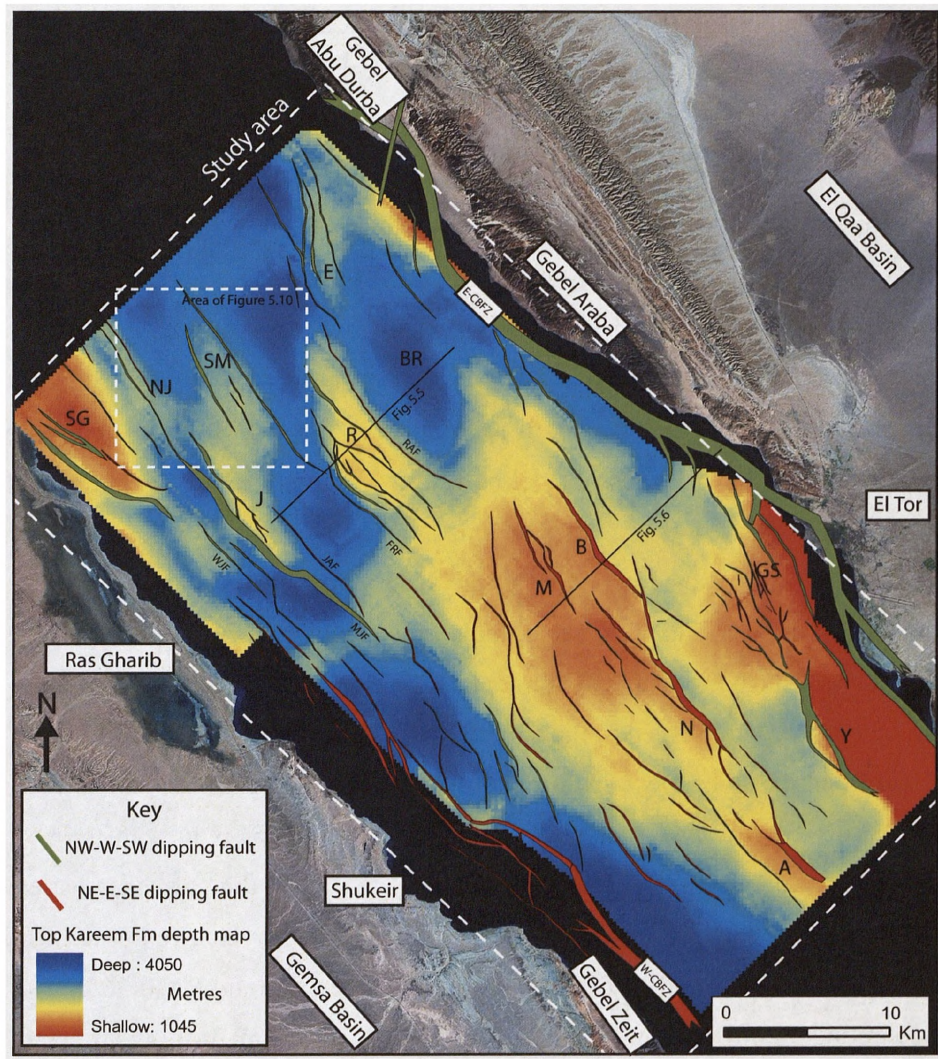 Gebel
Abu Durba
Study area
El Qaa Basin
E
Gebel Araba
E-CBFZ
Area of Figure 5.10
SM
BR
NJ
Fig.5.5
SG
R
RAF
El Tor
J
Fig.5.6
B
FRF
JAF
WJF
M
GS
MJF
Ras Gharib
N
N
Y
Key
NW-W-SW dipping fault
NE-E-SE dipping fault
Top Kareem Fm depth map
Deep : 4050
Metres
Shallow: 1045
A
Shukeir
Gemsa Basin
Gebel Zeit
W-CBFZ
0 10
Km